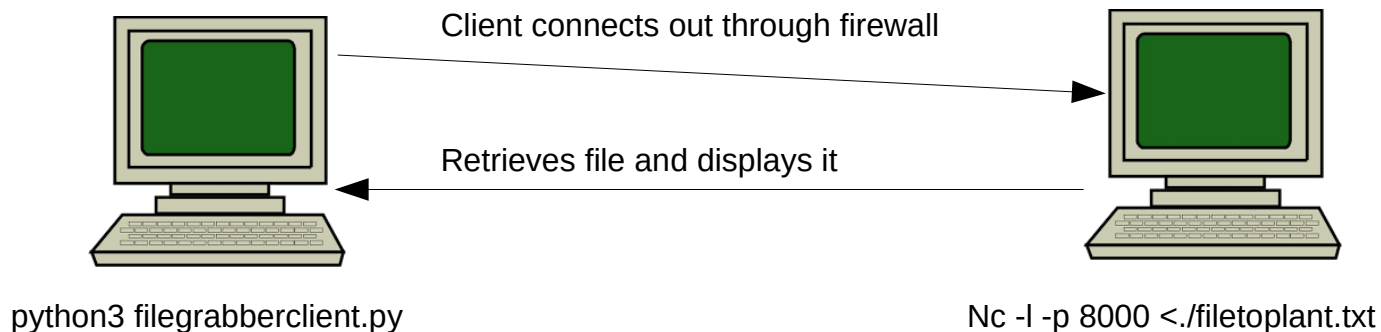 Client connects out through firewall
Retrieves file and displays it
python3 filegrabberclient.py
Nc -l -p 8000 <./filetoplant.txt